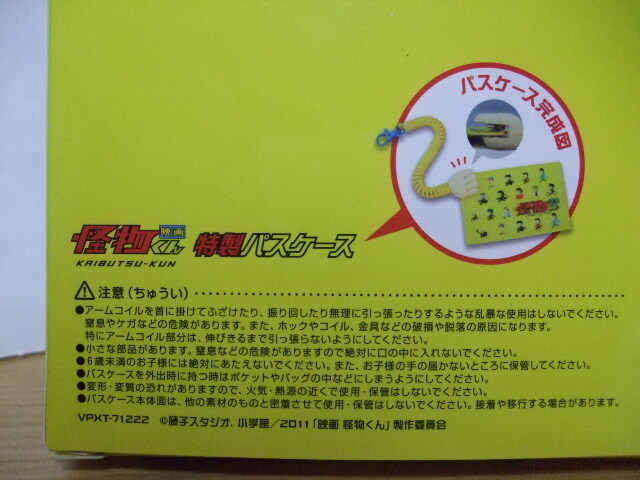 パスケース完成図
映画
怪物くん 特製パスケース
KAIBUTSU-KUN
注意（ちゅうい）
●アームコイルを首に掛けてふざけたり、振り回したり無理に引っ張ったりするような乱暴な使用はしないでください。
窒息やケガなどの危険があります。また、ホックやコイル、金具などの破損や脱落の原因になります。
特にアームコイル部分は、伸びきるまで引っ張らないようにしてください。
●小さな部品があります。窒息などの危険がありますので絶対に口の中に入れないでください。
●6歳未満のお子様には絶対にあたえないでください。また、お子様の手の届かないところに保管してください。
●パスケースを外出時に持つ時はポケットやバッグの中などにしまうようにしてください。
●変形・変質の恐れがありますので、火気・熱源の近くで使用・保管はしないでください。
●パスケース本体面は、他の素材のものと密着させて使用・保管はしないでください。接着や移行する場合があります。
VPXT-71222 ©藤子スタジオ、小学館／2011「映画 怪物くん」製作委員会